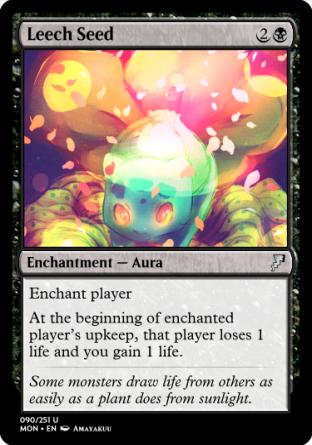 Leech Seed 2
Enchantment — Aura
Enchant player
At the beginning of enchanted
player's upkeep, that player loses 1
life and you gain 1 life.
Some monsters draw life from others as
easily as a plant does from sunlight.
090/251 U
MON • EN Amayakuu